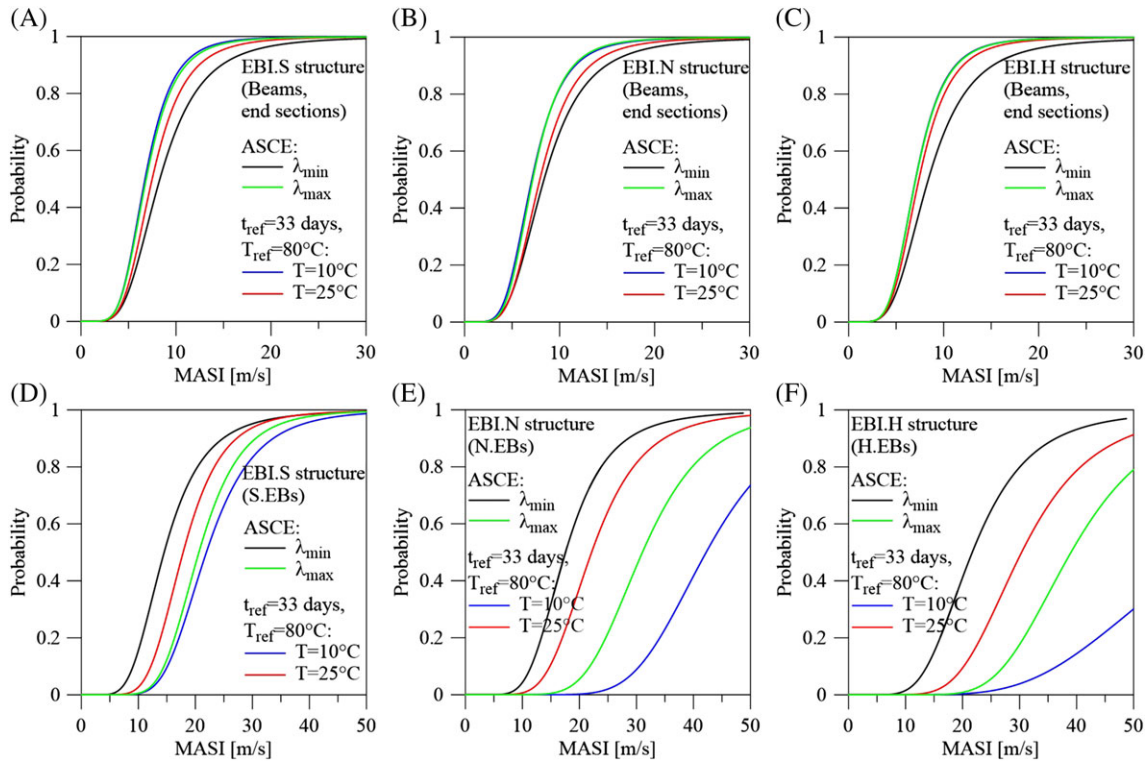 (A)
1
0.8
0.6
0.4
0.2
0
Probability
EBI.S structure
(Beams,
end sections)
ASCE:
λmin
λmax
tref=33 days,
Tref=80°C:
T=10°C
T=25°C
0 10 20 30
MASI [m/s]
(B)
1
0.8
0.6
0.4
0.2
0
Probability
EBI.N structure
(Beams,
end sections)
ASCE:
λmin
λmax
tref=33 days,
Tref=80°C:
T=10°C
T=25°C
0 10 20 30
MASI [m/s]
(C)
1
0.8
0.6
0.4
0.2
0
Probability
EBI.H structure
(Beams,
end sections)
ASCE:
λmin
λmax
tref=33 days,
Tref=80°C:
T=10°C
T=25°C
0 10 20 30
MASI [m/s]
(D)
1
0.8
0.6
0.4
0.2
0
Probability
EBI.S structure
(S.EBs)
ASCE:
λmin
λmax
tref=33 days,
Tref=80°C:
T=10°C
T=25°C
0 10 20 30 40 50
MASI [m/s]
(E)
1
0.8
0.6
0.4
0.2
0
Probability
EBI.N structure
(N.EBs)
ASCE:
λmin
λmax
tref=33 days,
Tref=80°C:
T=10°C
T=25°C
0 10 20 30 40 50
MASI [m/s]
(F)
1
0.8
0.6
0.4
0.2
0
Probability
EBI.H structure
(H.EBs)
ASCE:
λmin
λmax
tref=33 days,
Tref=80°C:
T=10°C
T=25°C
0 10 20 30 40 50
MASI [m/s]